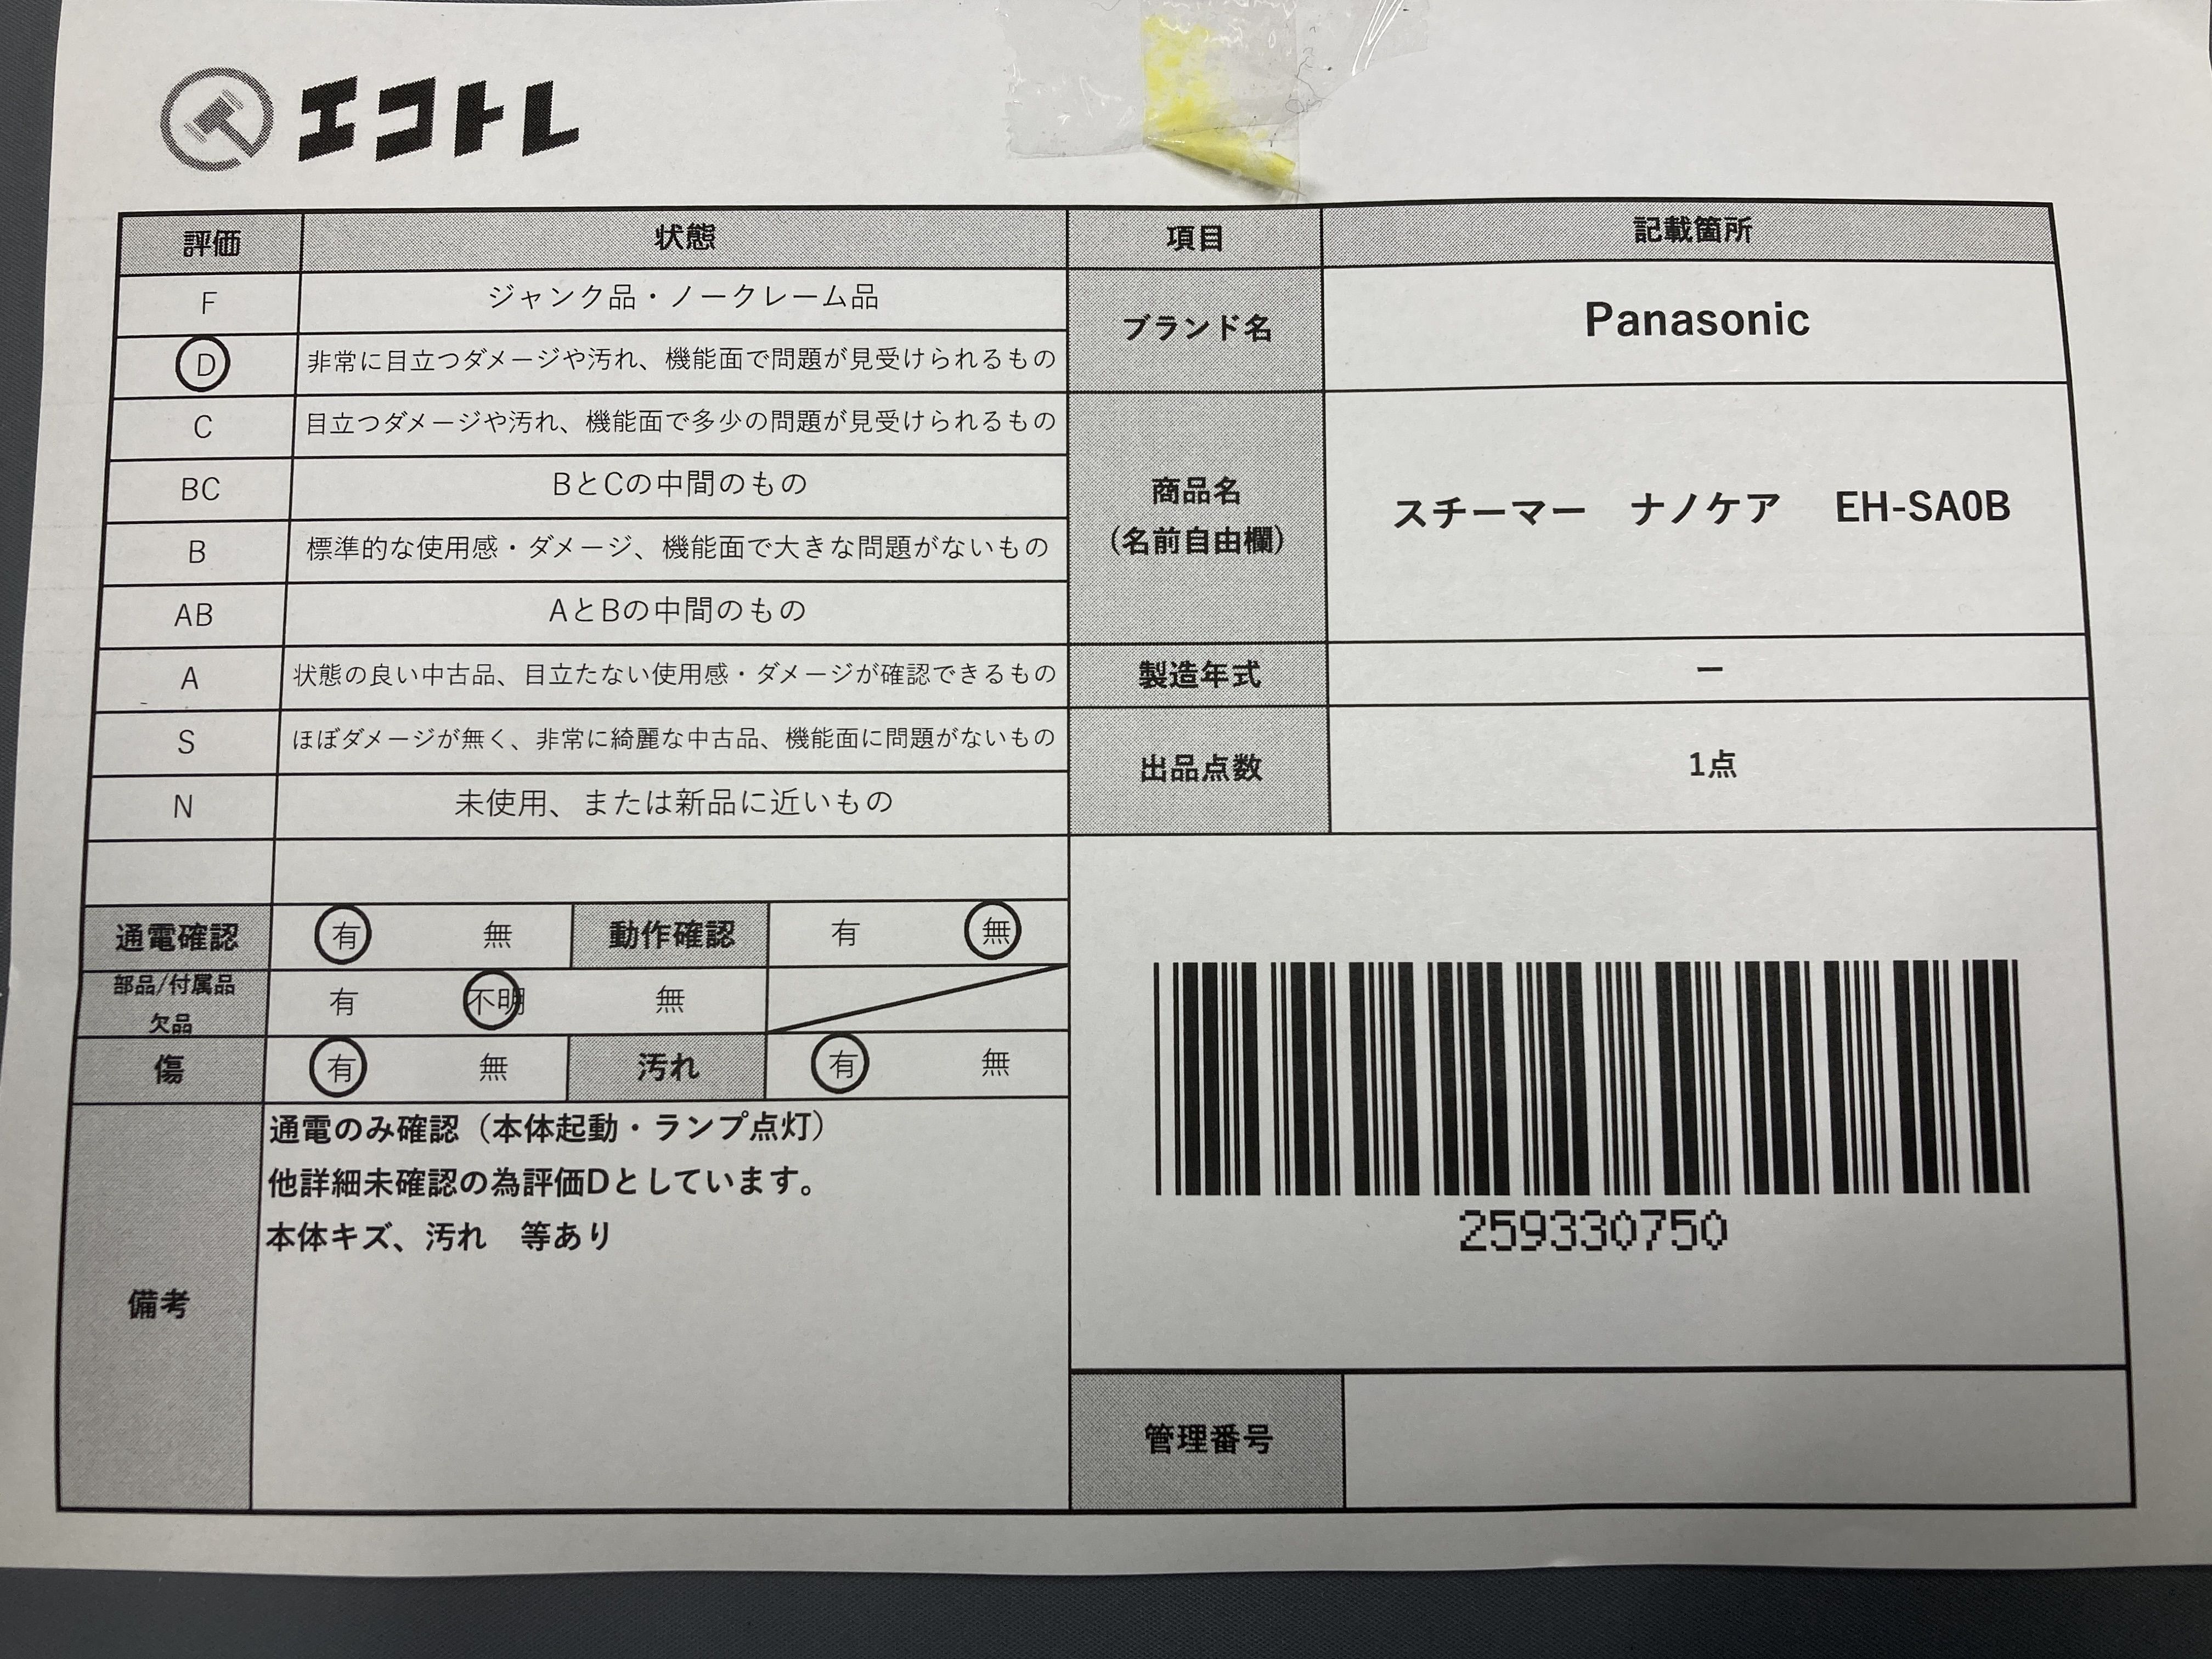 エコトレ
評価 状態 項目 記載箇所
F ジャンク品・ノークレーム品
D 非常に目立つダメージや汚れ、機能面で問題が見受けられるもの
ブランド名 Panasonic
C 目立つダメージや汚れ、機能面で多少の問題が見受けられるもの
BC BとCの中間のもの
B 標準的な使用感・ダメージ、機能面で大きな問題がないもの
AB AとBの中間のもの
商品名
(名前自由欄)
スチーマー ナノケア EH-SA0B
A 状態の良い中古品、目立たない使用感・ダメージが確認できるもの
製造年式 ー
S ほぼダメージが無く、非常に綺麗な中古品、機能面に問題がないもの
N 未使用、または新品に近いもの
出品点数 1点
通電確認 有 無 動作確認 有 無
部品/付属品
欠品
有 不明 無
傷 有 無 汚れ 有 無
備考
通電のみ確認（本体起動・ランプ点灯）
他詳細未確認の為評価Dとしています。
本体キズ、汚れ 等あり
259330750
管理番号